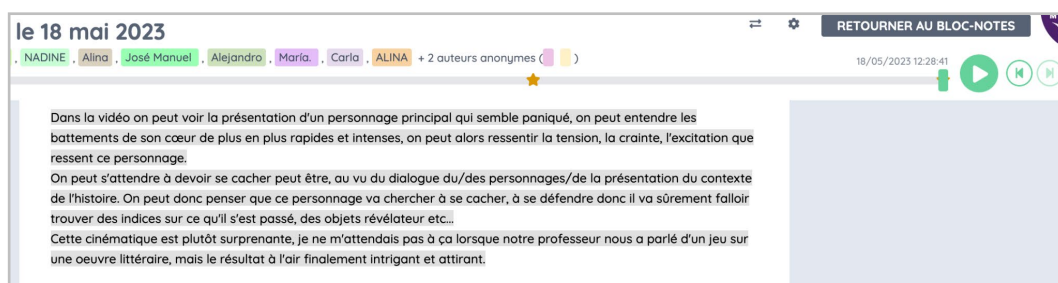 le 18 mai 2023
RETOURNER AU BLOC-NOTES
, NADINE , Alina , José Manuel , Alejandro , María. , Carla , ALINA + 2 auteurs anonymes ( )
18/05/2023 12:28:41
Dans la vidéo on peut voir la présentation d'un personnage principal qui semble paniqué, on peut entendre les
battements de son cœur de plus en plus rapides et intenses, on peut alors ressentir la tension, la crainte, l'excitation que
ressent ce personnage.
On peut s'attendre à devoir se cacher peut être, au vu du dialogue du/des personnages/de la présentation du contexte
de l'histoire. On peut donc penser que ce personnage va chercher à se cacher, à se défendre donc il va sûrement falloir
trouver des indices sur ce qu'il s'est passé, des objets révélateur etc...
Cette cinématique est plutôt surprenante, je ne m'attendais pas à ça lorsque notre professeur nous a parlé d'un jeu sur
une oeuvre littéraire, mais le résultat à l'air finalement intrigant et attirant.